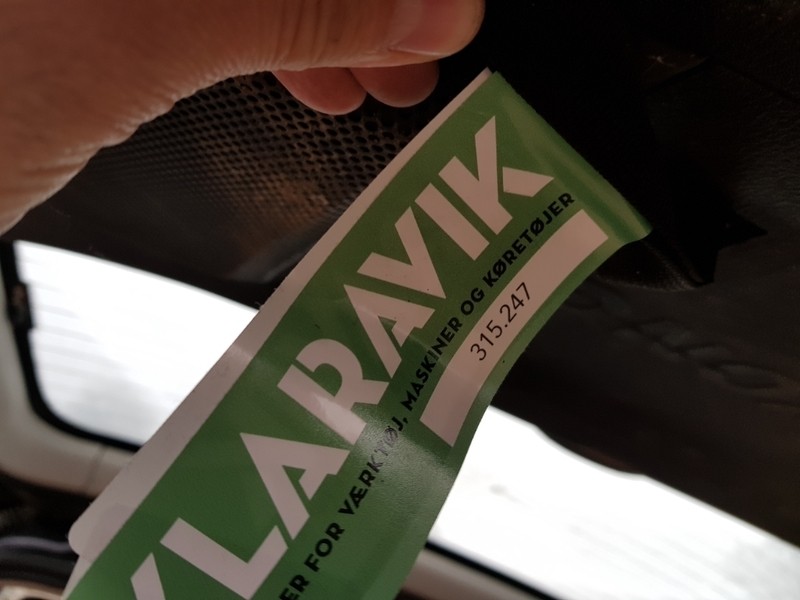 KLARAVIK
ER FOR VÆRKTØJ, MASKINER OG KØRETØJER
315.247